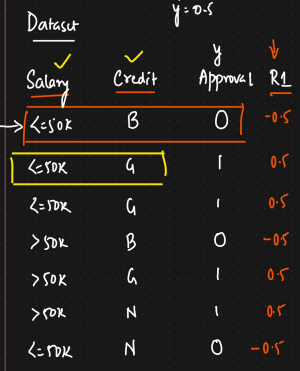 y=0.5
Dataset
Salary Credit y Approval R1
<=50K B 0 -0.5
<=50K G 1 0.5
<=50K G 1 0.5
>50K B 0 -0.5
>50K G 1 0.5
>50K N 1 0.5
<=50K N 0 -0.5